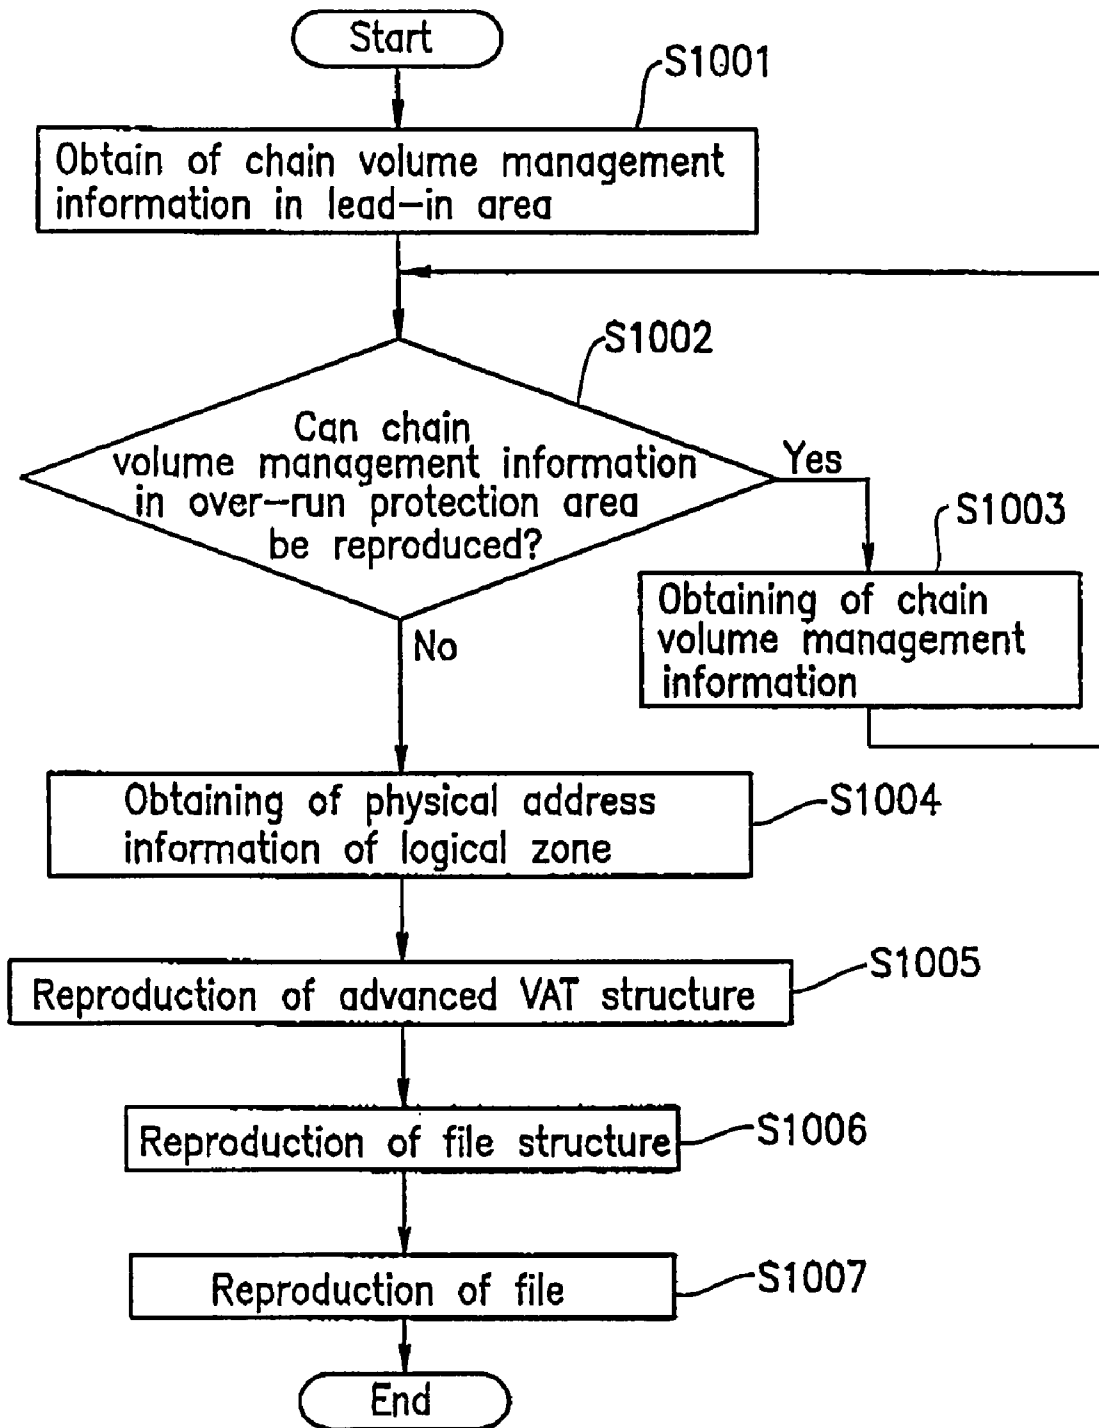 Start
S1001
Obtain of chain volume management
information in lead-in area
S1002
Can chain
volume management information
in over-run protection area
be reproduced?
Yes
S1003
Obtaining of chain
volume management
information
No
Obtaining of physical address
information of logical zone
S1004
Reproduction of advanced VAT structure
S1005
Reproduction of file structure
S1006
Reproduction of file
S1007
End